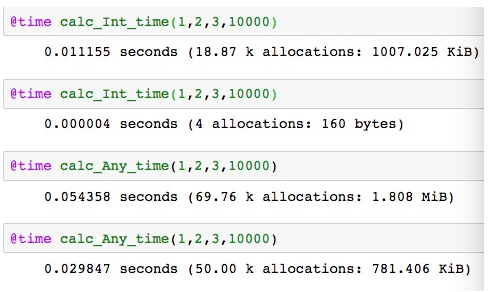 @time calc_Int_time(1,2,3,10000)
0.011155 seconds (18.87 k allocations: 1007.025 KiB)
@time calc_Int_time(1,2,3,10000)
0.000004 seconds (4 allocations: 160 bytes)
@time calc_Any_time(1,2,3,10000)
0.054358 seconds (69.76 k allocations: 1.808 MiB)
@time calc_Any_time(1,2,3,10000)
0.029847 seconds (50.00 k allocations: 781.406 KiB)